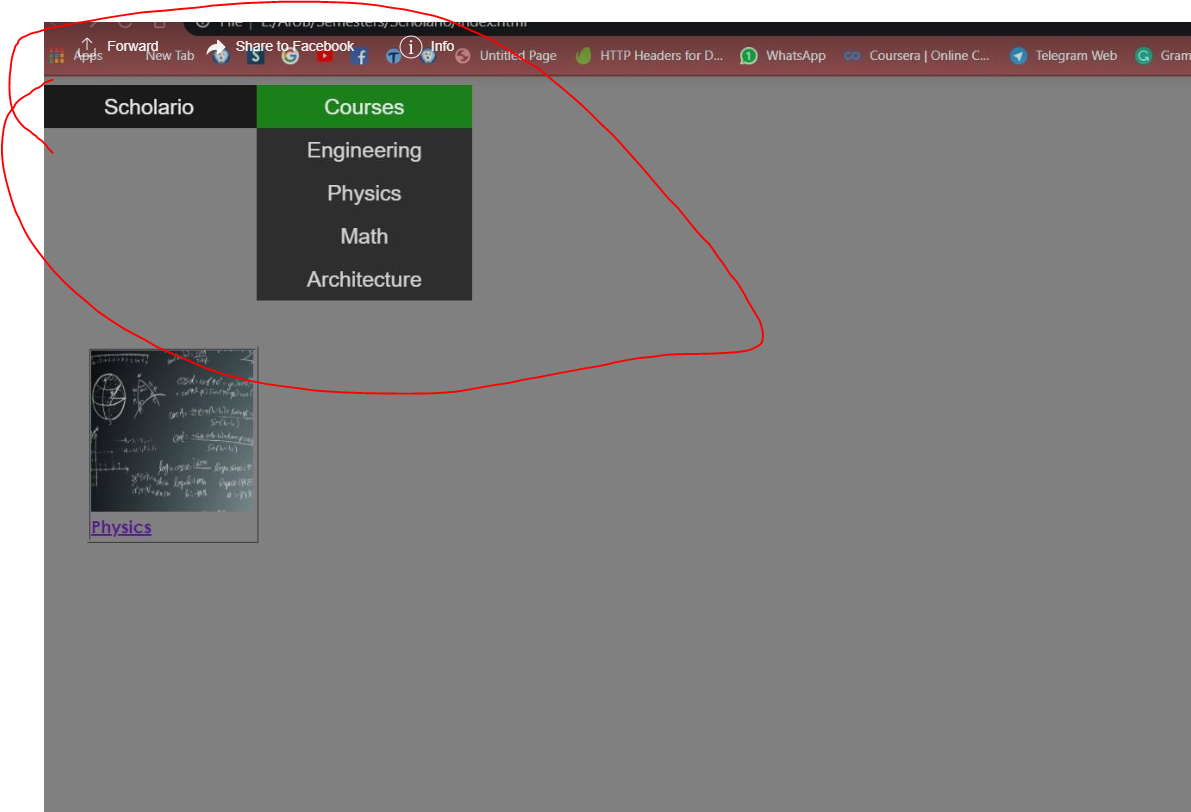 File | E:/Arob/Semesters/Scholario/index.html
Forward Share to Facebook Info
Apps New Tab Untitled Page HTTP Headers for D... WhatsApp Coursera | Online C... Telegram Web Gram
Scholario Courses
Engineering
Physics
Math
Architecture
Physics